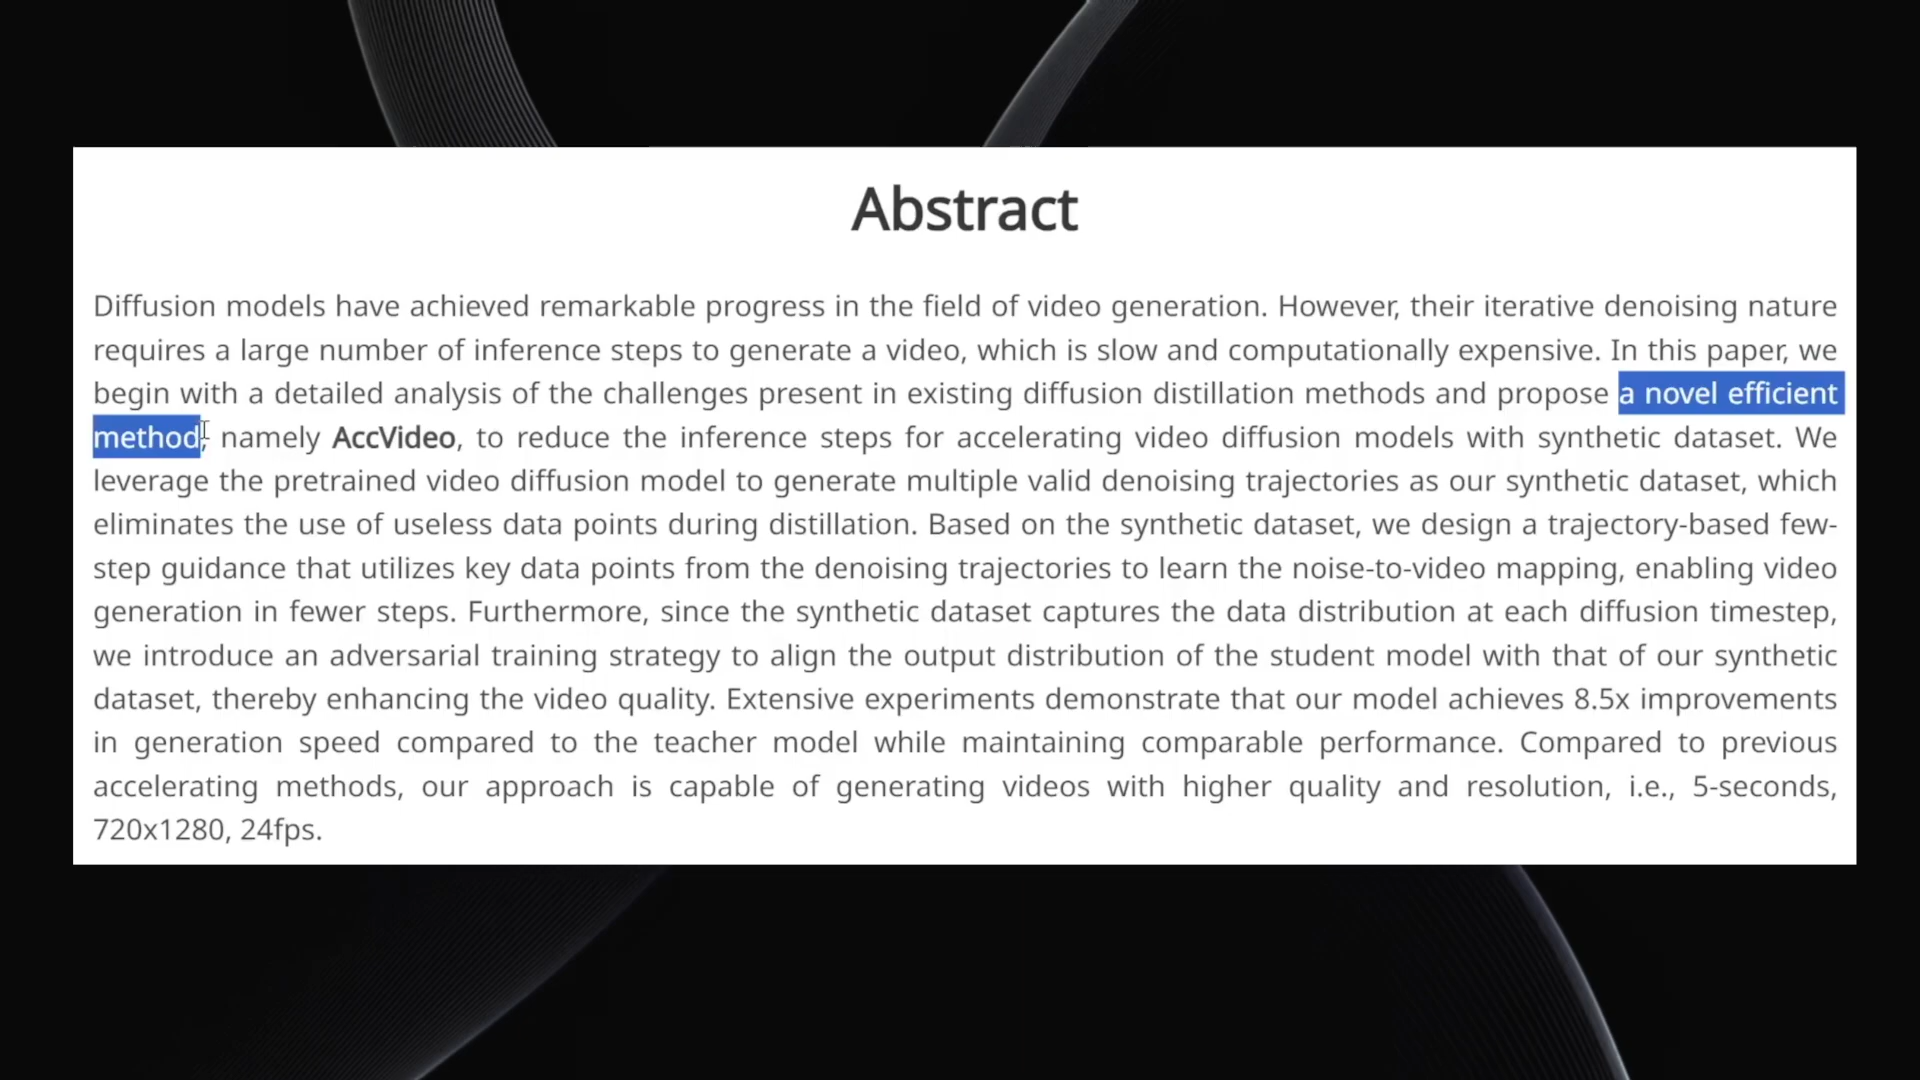 Abstract
Diffusion models have achieved remarkable progress in the field of video generation. However, their iterative denoising nature
requires a large number of inference steps to generate a video, which is slow and computationally expensive. In this paper, we
begin with a detailed analysis of the challenges present in existing diffusion distillation methods and propose a novel efficient
method, namely AccVideo, to reduce the inference steps for accelerating video diffusion models with synthetic dataset. We
leverage the pretrained video diffusion model to generate multiple valid denoising trajectories as our synthetic dataset, which
eliminates the use of useless data points during distillation. Based on the synthetic dataset, we design a trajectory-based few-
step guidance that utilizes key data points from the denoising trajectories to learn the noise-to-video mapping, enabling video
generation in fewer steps. Furthermore, since the synthetic dataset captures the data distribution at each diffusion timestep,
we introduce an adversarial training strategy to align the output distribution of the student model with that of our synthetic
dataset, thereby enhancing the video quality. Extensive experiments demonstrate that our model achieves 8.5x improvements
in generation speed compared to the teacher model while maintaining comparable performance. Compared to previous
accelerating methods, our approach is capable of generating videos with higher quality and resolution, i.e., 5-seconds,
720x1280, 24fps.